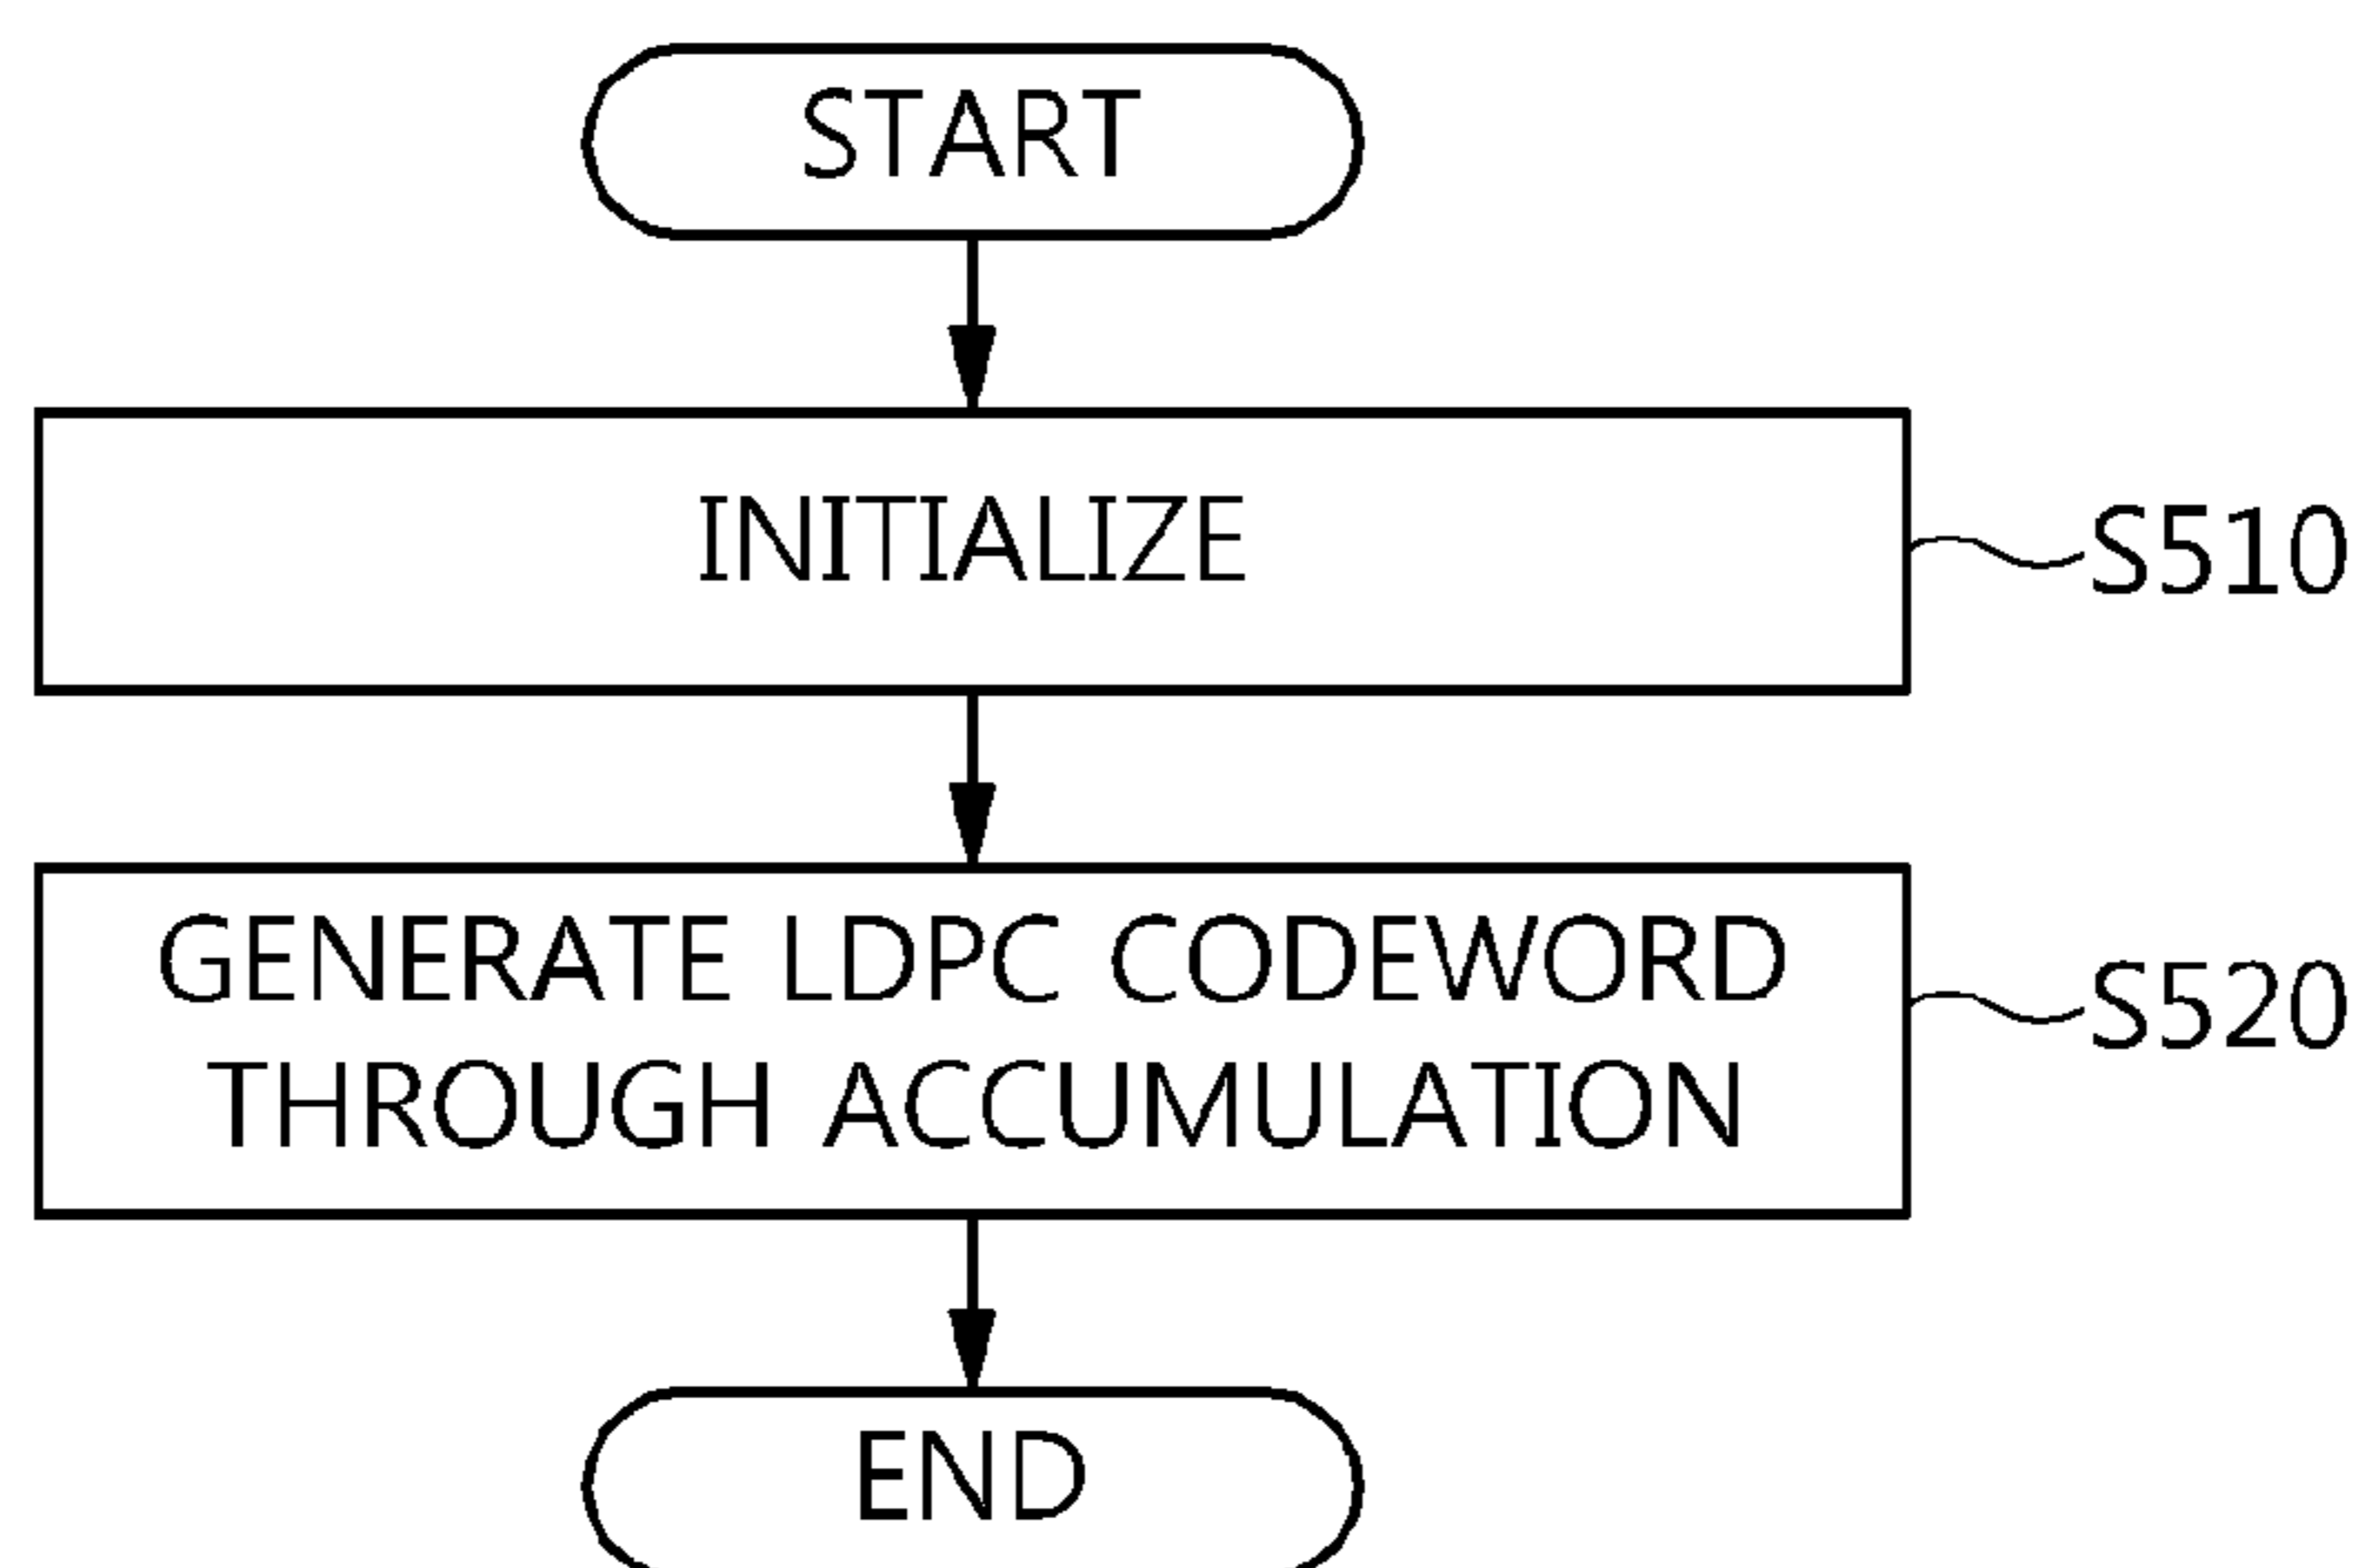 START
INITIALIZE
S510
GENERATE LDPC CODEWORD
THROUGH ACCUMULATION
S520
END